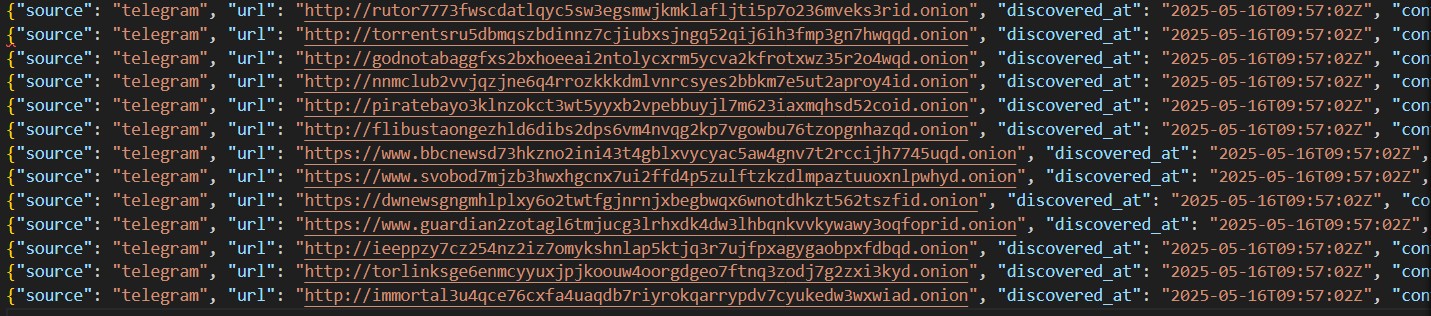 {"source": "telegram", "url": "http://rutor7773fwscdatlqyc5sw3egsmwjkmklafljti5p7o236mveks3rid.onion", "discovered_at": "2025-05-16T09:57:02Z", "con
{"source": "telegram", "url": "http://torrentsru5dbmqszbdinnz7cjiubxsjngq52qij6ih3fmp3gn7hwqqd.onion", "discovered_at": "2025-05-16T09:57:02Z", "con
{"source": "telegram", "url": "http://godnotabaggfxs2bxhoeeai2ntolycxrm5ycva2kfrotxwz35r2o4wqd.onion", "discovered_at": "2025-05-16T09:57:02Z", "con
{"source": "telegram", "url": "http://nnmclub2vvjqzjne6q4rrozkkkdmlvnrcsyes2bbkm7e5ut2aproy4id.onion", "discovered_at": "2025-05-16T09:57:02Z", "con
{"source": "telegram", "url": "http://piratebayo3klnzokct3wt5yyxb2vpebbuyjl7m623iaxmqhsd52coid.onion", "discovered_at": "2025-05-16T09:57:02Z", "con
{"source": "telegram", "url": "http://flibustaongezhld6dibs2dps6vm4nvqg2kp7vgowbu76tzopgnhazqd.onion", "discovered_at": "2025-05-16T09:57:02Z", "con
{"source": "telegram", "url": "https://www.bbcnewsd73hkzno2ini43t4gblxvycyac5aw4gnv7t2rccijh7745uqd.onion", "discovered_at": "2025-05-16T09:57:02Z",
{"source": "telegram", "url": "https://www.svobod7mjzb3hwxhgcnx7ui2ffd4p5zulftzkzdlmpaztuuoxnlpwhyd.onion", "discovered_at": "2025-05-16T09:57:02Z",
{"source": "telegram", "url": "https://dwnewsgngmhlplxy6o2twtfgjnrnjxbegbwqx6wnotdhkzt562tszfid.onion", "discovered_at": "2025-05-16T09:57:02Z", "co
{"source": "telegram", "url": "https://www.guardian2zotagl6tmjucg3lrhxdk4dw3lhbqnkvvkywawy3oqfoprid.onion", "discovered_at": "2025-05-16T09:57:02Z",
{"source": "telegram", "url": "http://ieeppzy7cz254nz2iz7omykshnlap5ktjq3r7ujfpxagygaobpxfdbqd.onion", "discovered_at": "2025-05-16T09:57:02Z", "con
{"source": "telegram", "url": "http://torlinksge6enmcyyuxjpjkoouw4oorgdgeo7ftnq3zodj7g2zxi3kyd.onion", "discovered_at": "2025-05-16T09:57:02Z", "con
{"source": "telegram", "url": "http://immortal3u4qce76cxfa4uaqdb7riyrokqarrypdv7cyukedw3wxwiad.onion", "discovered_at": "2025-05-16T09:57:02Z", "con